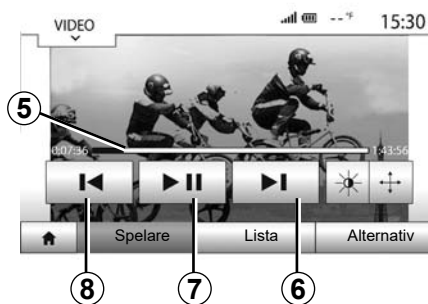 VIDEO
--°F 15:30
5
0:07:36 1:43:56
Spelare Lista Alternativ
8 7 6